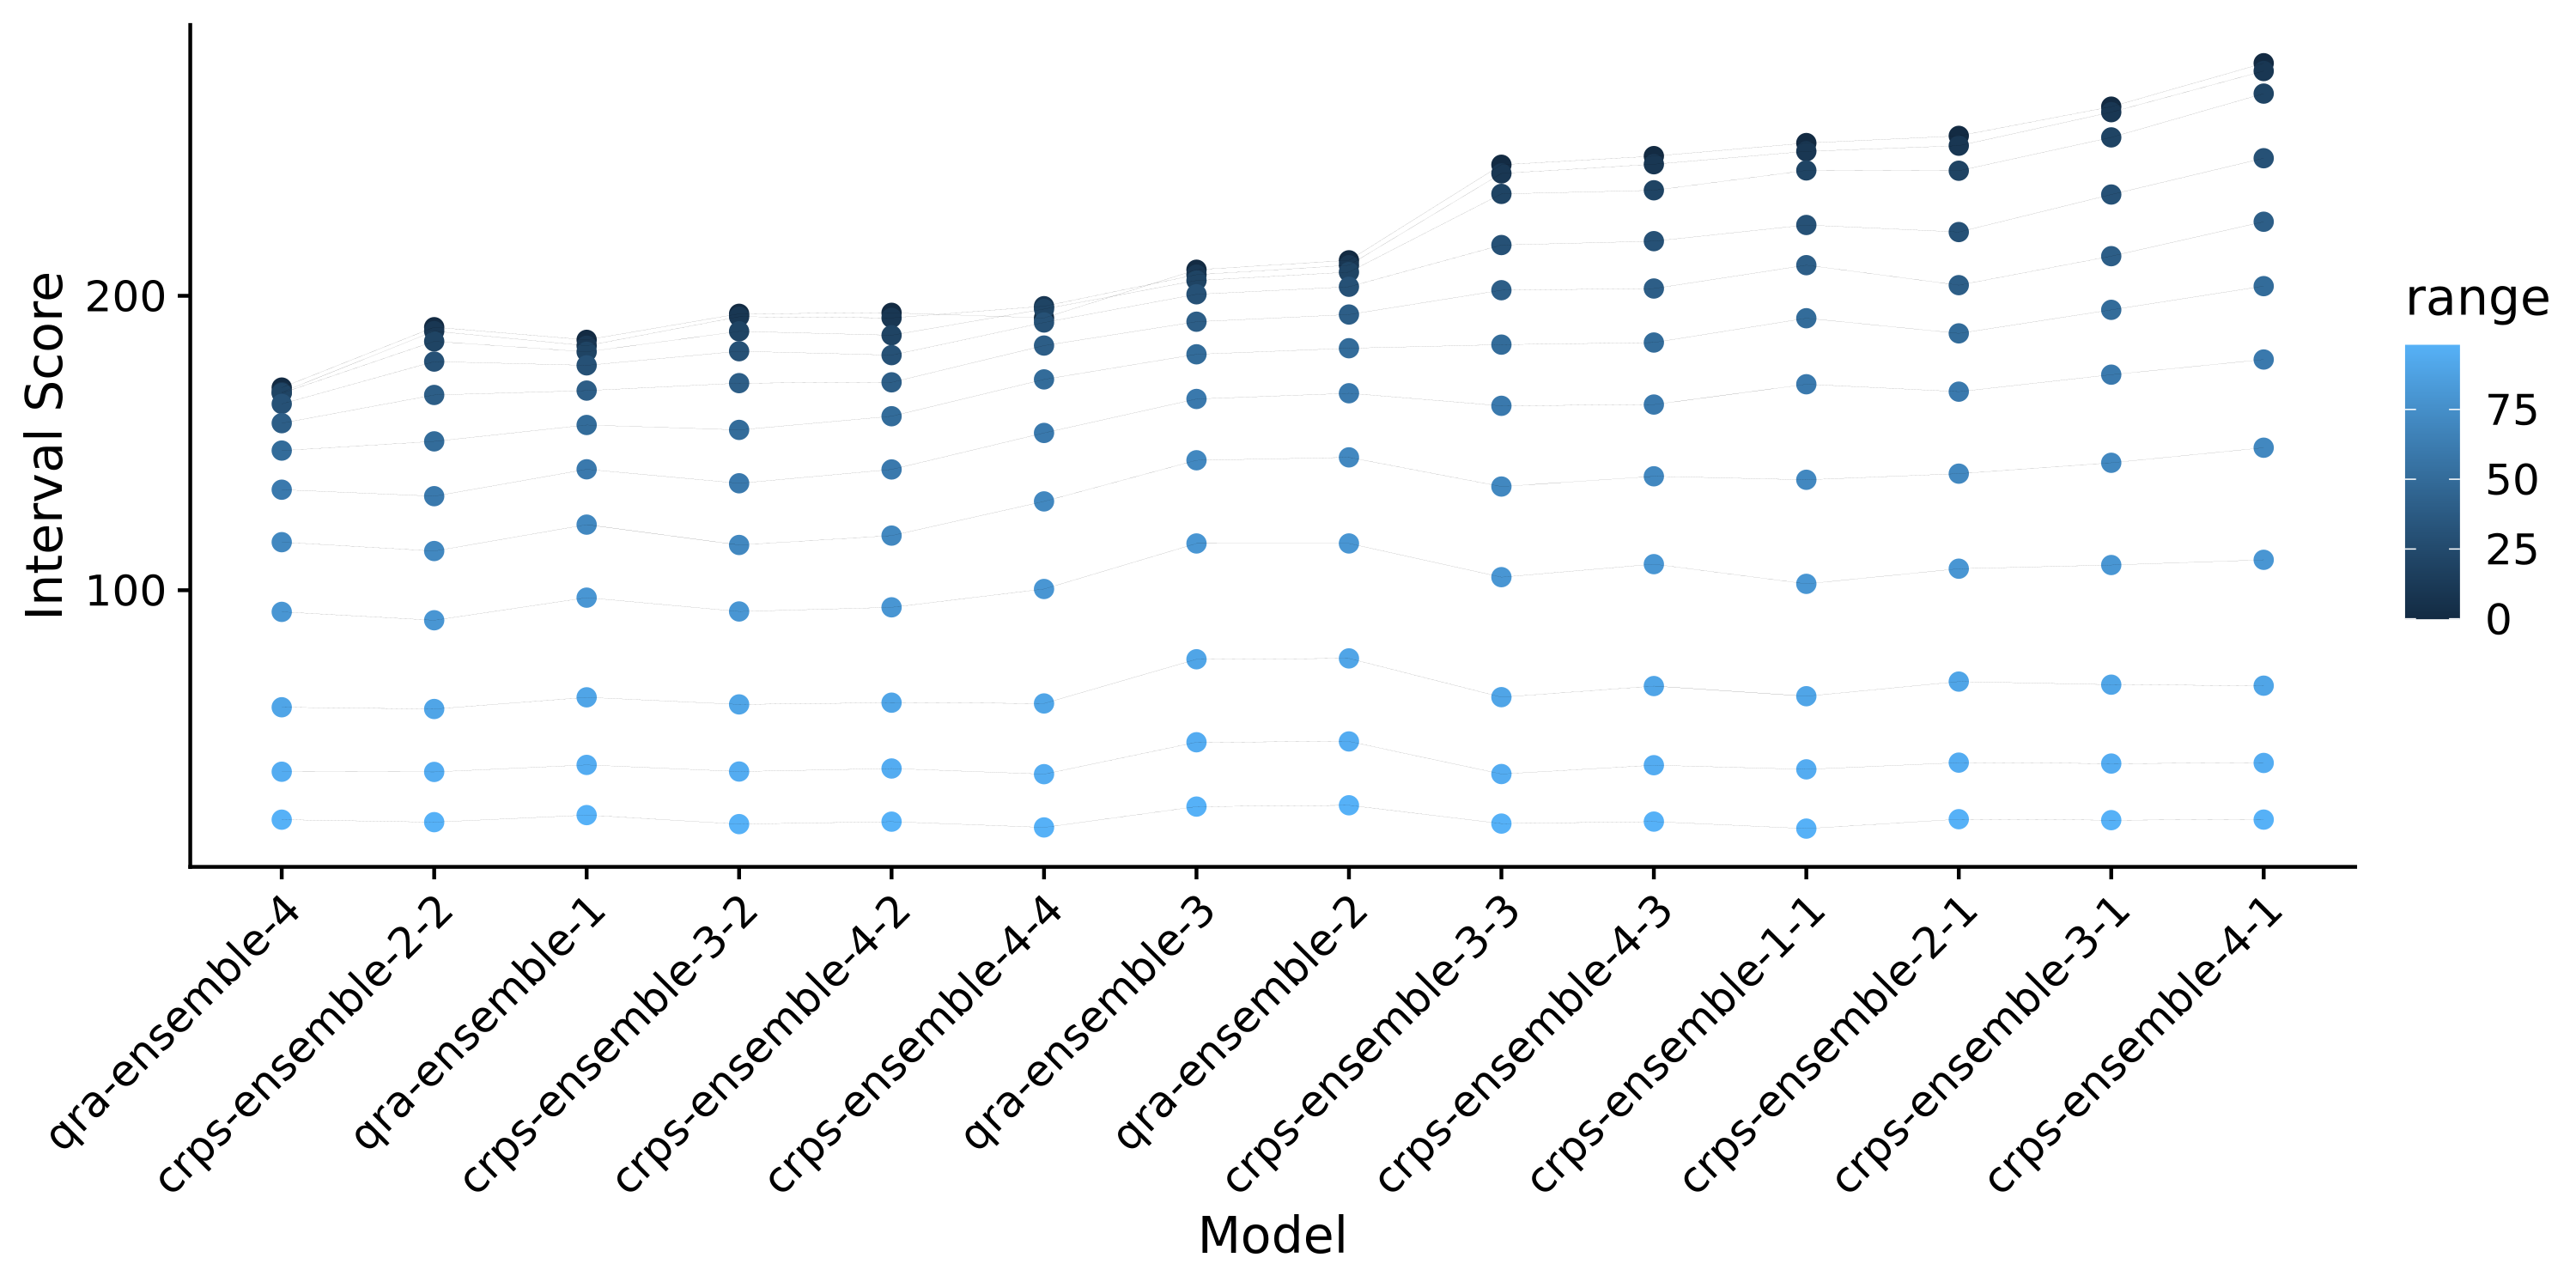 Interval Score
200
100
qra-ensemble-4
crps-ensemble-2-2
qra-ensemble-1
crps-ensemble-3-2
crps-ensemble-4-2
crps-ensemble-4-4
qra-ensemble-3
qra-ensemble-2
crps-ensemble-3-3
crps-ensemble-4-3
crps-ensemble-1-1
crps-ensemble-2-1
crps-ensemble-3-1
crps-ensemble-4-1
Model
range
75
50
25
0